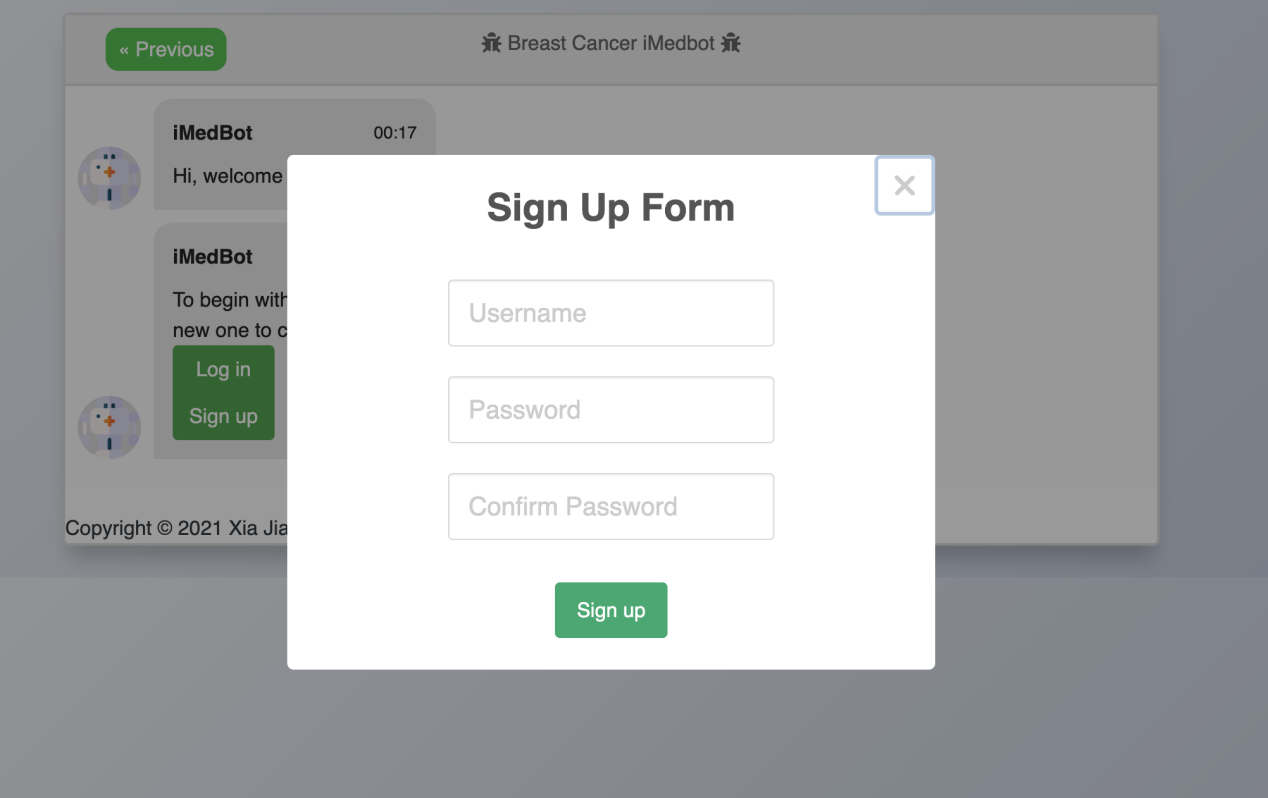 « Previous
Breast Cancer iMedbot
iMedBot 00:17
Hi, welcome
iMedBot
To begin with
new one to c
Log in
Sign up
Copyright © 2021 Xia Jia
Sign Up Form
×
Username
Password
Confirm Password
Sign up